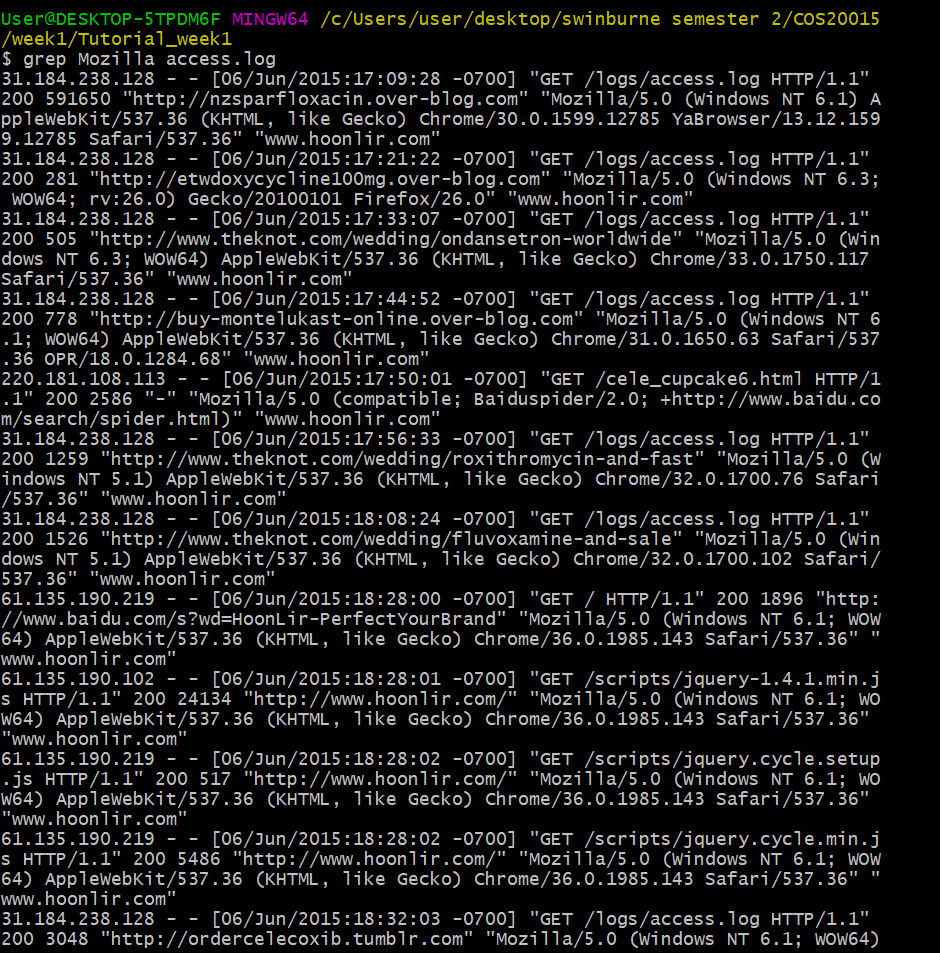 User@DESKTOP-5TPDM6F MINGW64 /c/Users/user/desktop/swinburne semester 2/COS20015
/week1/Tutorial_week1
$ grep Mozilla access.log
31.184.238.128 - - [06/Jun/2015:17:09:28 -0700] "GET /logs/access.log HTTP/1.1"
200 591650 "http://nzsparfloxacin.over-blog.com" "Mozilla/5.0 (Windows NT 6.1) A
ppleWebKit/537.36 (KHTML, like Gecko) Chrome/30.0.1599.12785 YaBrowser/13.12.159
9.12785 Safari/537.36" "www.hoonlir.com"
31.184.238.128 - - [06/Jun/2015:17:21:22 -0700] "GET /logs/access.log HTTP/1.1"
200 281 "http://etwdoxycycline100mg.over-blog.com" "Mozilla/5.0 (Windows NT 6.3;
 WOW64; rv:26.0) Gecko/20100101 Firefox/26.0" "www.hoonlir.com"
31.184.238.128 - - [06/Jun/2015:17:33:07 -0700] "GET /logs/access.log HTTP/1.1"
200 505 "http://www.theknot.com/wedding/ondansetron-worldwide" "Mozilla/5.0 (Win
dows NT 6.3; WOW64) AppleWebKit/537.36 (KHTML, like Gecko) Chrome/33.0.1750.117
Safari/537.36" "www.hoonlir.com"
31.184.238.128 - - [06/Jun/2015:17:44:52 -0700] "GET /logs/access.log HTTP/1.1"
200 778 "http://buy-montelukast-online.over-blog.com" "Mozilla/5.0 (Windows NT 6
.1; WOW64) AppleWebKit/537.36 (KHTML, like Gecko) Chrome/31.0.1650.63 Safari/537
.36 OPR/18.0.1284.68" "www.hoonlir.com"
220.181.108.113 - - [06/Jun/2015:17:50:01 -0700] "GET /cele_cupcake6.html HTTP/1
.1" 200 2586 "-" "Mozilla/5.0 (compatible; Baiduspider/2.0; +http://www.baidu.co
m/search/spider.html)" "www.hoonlir.com"
31.184.238.128 - - [06/Jun/2015:17:56:33 -0700] "GET /logs/access.log HTTP/1.1"
200 1259 "http://www.theknot.com/wedding/roxithromycin-and-fast" "Mozilla/5.0 (W
indows NT 5.1) AppleWebKit/537.36 (KHTML, like Gecko) Chrome/32.0.1700.76 Safari
/537.36" "www.hoonlir.com"
31.184.238.128 - - [06/Jun/2015:18:08:24 -0700] "GET /logs/access.log HTTP/1.1"
200 1526 "http://www.theknot.com/wedding/fluvoxamine-and-sale" "Mozilla/5.0 (Win
dows NT 5.1) AppleWebKit/537.36 (KHTML, like Gecko) Chrome/32.0.1700.102 Safari/
537.36" "www.hoonlir.com"
61.135.190.219 - - [06/Jun/2015:18:28:00 -0700] "GET / HTTP/1.1" 200 1896 "http:
//www.baidu.com/s?wd=HoonLir-PerfectYourBrand" "Mozilla/5.0 (Windows NT 6.1; WOW
64) AppleWebKit/537.36 (KHTML, like Gecko) Chrome/36.0.1985.143 Safari/537.36" "
www.hoonlir.com"
61.135.190.102 - - [06/Jun/2015:18:28:01 -0700] "GET /scripts/jquery-1.4.1.min.j
s HTTP/1.1" 200 24134 "http://www.hoonlir.com/" "Mozilla/5.0 (Windows NT 6.1; WO
W64) AppleWebKit/537.36 (KHTML, like Gecko) Chrome/36.0.1985.143 Safari/537.36"
"www.hoonlir.com"
61.135.190.219 - - [06/Jun/2015:18:28:02 -0700] "GET /scripts/jquery.cycle.setup
.js HTTP/1.1" 200 517 "http://www.hoonlir.com/" "Mozilla/5.0 (Windows NT 6.1; WO
W64) AppleWebKit/537.36 (KHTML, like Gecko) Chrome/36.0.1985.143 Safari/537.36"
"www.hoonlir.com"
61.135.190.219 - - [06/Jun/2015:18:28:02 -0700] "GET /scripts/jquery.cycle.min.j
s HTTP/1.1" 200 5486 "http://www.hoonlir.com/" "Mozilla/5.0 (Windows NT 6.1; WOW
64) AppleWebKit/537.36 (KHTML, like Gecko) Chrome/36.0.1985.143 Safari/537.36" "
www.hoonlir.com"
31.184.238.128 - - [06/Jun/2015:18:32:03 -0700] "GET /logs/access.log HTTP/1.1"
200 3048 "http://ordercelecoxib.tumblr.com" "Mozilla/5.0 (Windows NT 6.1; WOW64)